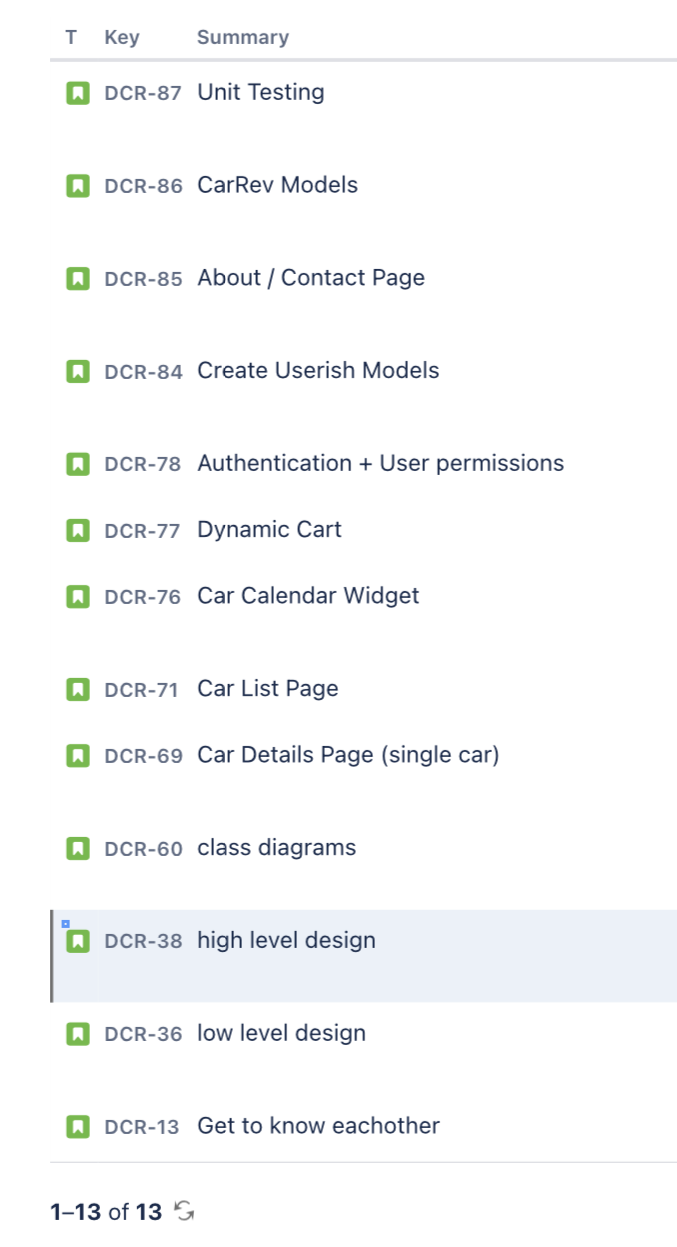 T Key Summary
DCR-87 Unit Testing
DCR-86 CarRev Models
DCR-85 About / Contact Page
DCR-84 Create Userish Models
DCR-78 Authentication + User permissions
DCR-77 Dynamic Cart
DCR-76 Car Calendar Widget
DCR-71 Car List Page
DCR-69 Car Details Page (single car)
DCR-60 class diagrams
DCR-38 high level design
DCR-36 low level design
DCR-13 Get to know eachother
1–13 of 13